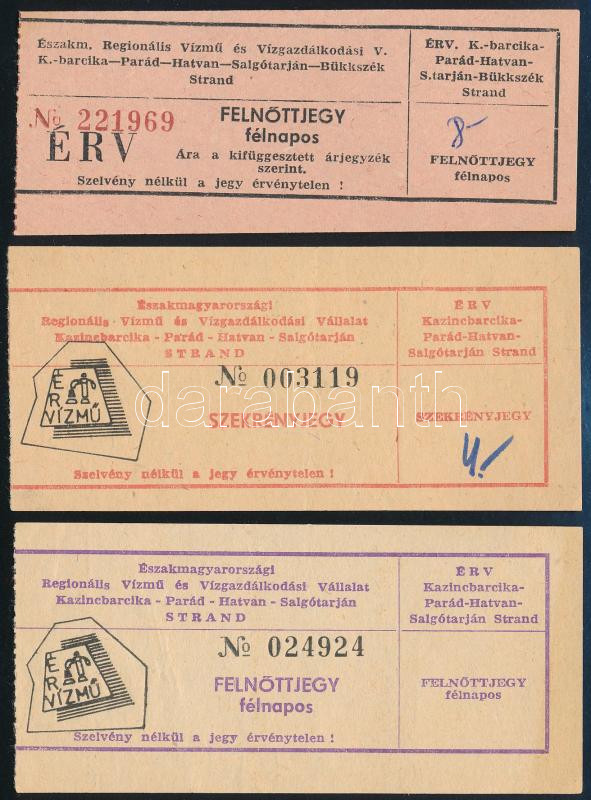 Északm. Regionális Vízmű és Vízgazdálkodási V.
K.-barcika—Parád—Hatvan—Salgótarján—Bükkszék
Strand
№ 221969
FELNŐTTJEGY
félnapos
ÉRV
Ára a kifüggesztett árjegyzék
szerint.
Szelvény nélkül a jegy érvénytelen !
ÉRV. K.-barcika-
Parád-Hatvan-
S.tarján-Bükkszék
Strand
8-
FELNŐTTJEGY
félnapos
Északmagyarországi
Regionális Vízmű és Vízgazdálkodási Vállalat
Kazincbarcika - Parád - Hatvan - Salgótarján
STRAND
ÉRV
VÍZMŰ
№ 003119
SZEKRÉNYJEGY
Szelvény nélkül a jegy érvénytelen !
ÉRV
Kazincbarcika-
Parád-Hatvan-
Salgótarján Strand
SZEKRÉNYJEGY
4.-
darabanth
Északmagyarországi
Regionális Vízmű és Vízgazdálkodási Vállalat
Kazincbarcika - Parád - Hatvan - Salgótarján
STRAND
ÉRV
VÍZMŰ
№ 024924
FELNŐTTJEGY
félnapos
Szelvény nélkül a jegy érvénytelen !
ÉRV
Kazincbarcika-
Parád-Hatvan-
Salgótarján Strand
FELNŐTTJEGY
félnapos